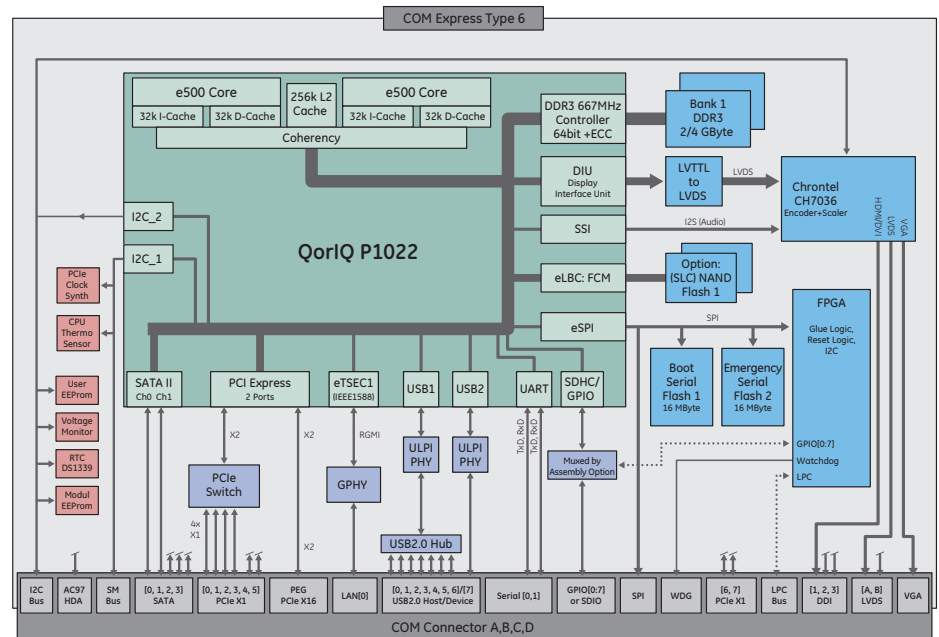 COM Express Type 6
e500 Core
32k I-Cache
32k D-Cache
256k L2
Cache
e500 Core
32k I-Cache
32k D-Cache
Coherency
DDR3 667MHz
Controller
64bit +ECC
Bank 1
DDR3
2/4 GByte
DIU
Display
Interface Unit
LVTTL
to
LVDS
LVDS
Chrontel
CH7036
Encoder+Scaler
HDMI/DVI
LVDS
VGA
I2C_2
SSI
I2S (Audio)
QorIQ P1022
I2C_1
PCIe
Clock
Synth
eLBC: FCM
Option:
(SLC) NAND
Flash 1
FPGA
Glue Logic,
Reset Logic,
I2C
CPU
Thermo
Sensor
eSPI
SPI
Boot
Serial
Flash 1
16 MByte
Emergency
Serial
Flash 2
16 MByte
User
EEProm
SATA II
Ch0 Ch1
PCI Express
2 Ports
eTSEC1
(IEEE1588)
USB1
USB2
UART
SDHC/
GPIO
Voltage
Monitor
X2
X2
RGMI
TxD, RxD
TxD, RxD
ULPI
PHY
ULPI
PHY
Muxed by
Assembly Option
GPIO[0:7]
Watchdog
LPC
RTC
DS1339
PCIe
Switch
GPHY
Modul
EEProm
4x
X1
X2
USB2.0 Hub
I2C
Bus
AC97
HDA
SM
Bus
[0, 1, 2, 3]
SATA
[0, 1, 2, 3, 4, 5]
PCIe X1
PEG
PCIe X16
LAN[0]
[0, 1, 2, 3, 4, 5, 6]/[7]
USB2.0 Host/Device
Serial [0,1]
GPIO[0:7]
or SDIO
SPI
WDG
[6, 7]
PCIe X1
LPC
Bus
[1, 2, 3]
DDI
[A, B]
LVDS
VGA
COM Connector A,B,C,D